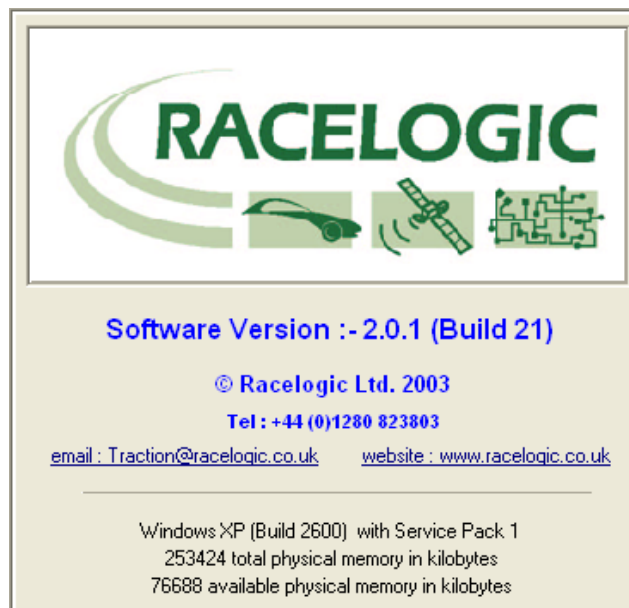 RACELOGIC
Software Version :- 2.0.1 (Build 21)
© Racelogic Ltd. 2003
Tel : +44 (0)1280 823803
email : Traction@racelogic.co.uk website : www.racelogic.co.uk
Windows XP (Build 2600) with Service Pack 1
253424 total physical memory in kilobytes
76688 available physical memory in kilobytes